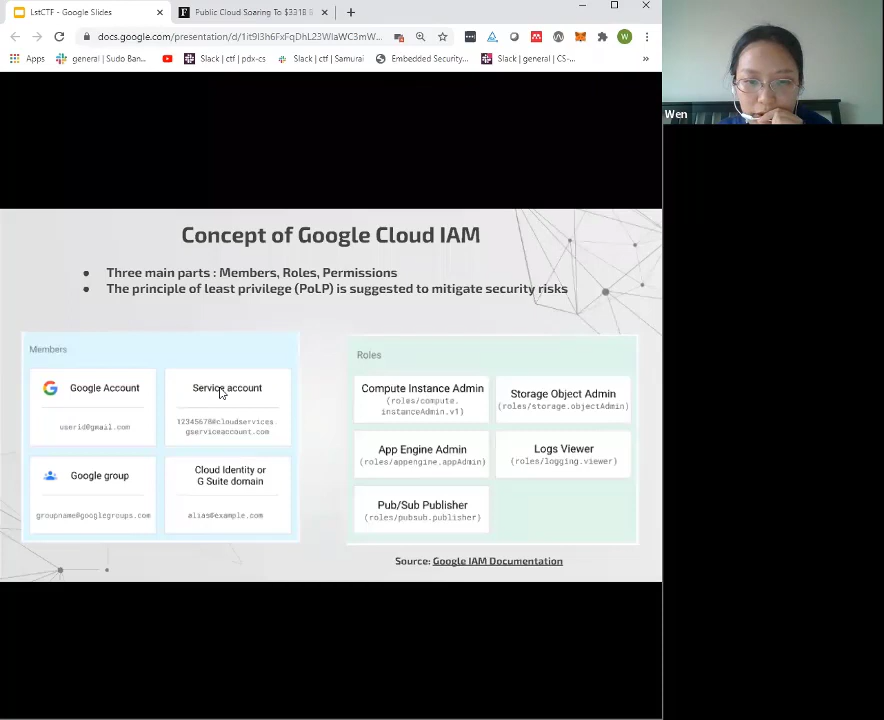 LstCTF - Google Slides
Public Cloud Soaring To $331B B
docs.google.com/presentation/d/
Apps
general | Sudo Ban...
Slack | ctf | pdx-cs
Slack | ctf | Samurai
Embedded Security...
Slack | general | CS-...
W
Wen
Concept of Google Cloud IAM
Three main parts : Members, Roles, Permissions
The principle of least privilege (PoLP) is suggested to mitigate security risks
Members
Google Account
userid@gmail.com
Service account
12345678@cloudservices.
gserviceaccount.com
Google group
groupname@googlegroups.com
Cloud Identity or
G Suite domain
alias@example.com
Roles
Compute Instance Admin
(roles/compute.
instanceAdmin.v1)
Storage Object Admin
(roles/storage.objectAdmin)
App Engine Admin
(roles/appengine.appAdmin)
Logs Viewer
(roles/logging.viewer)
Pub/Sub Publisher
(roles/pubsub.publisher)
Source: Google IAM Documentation